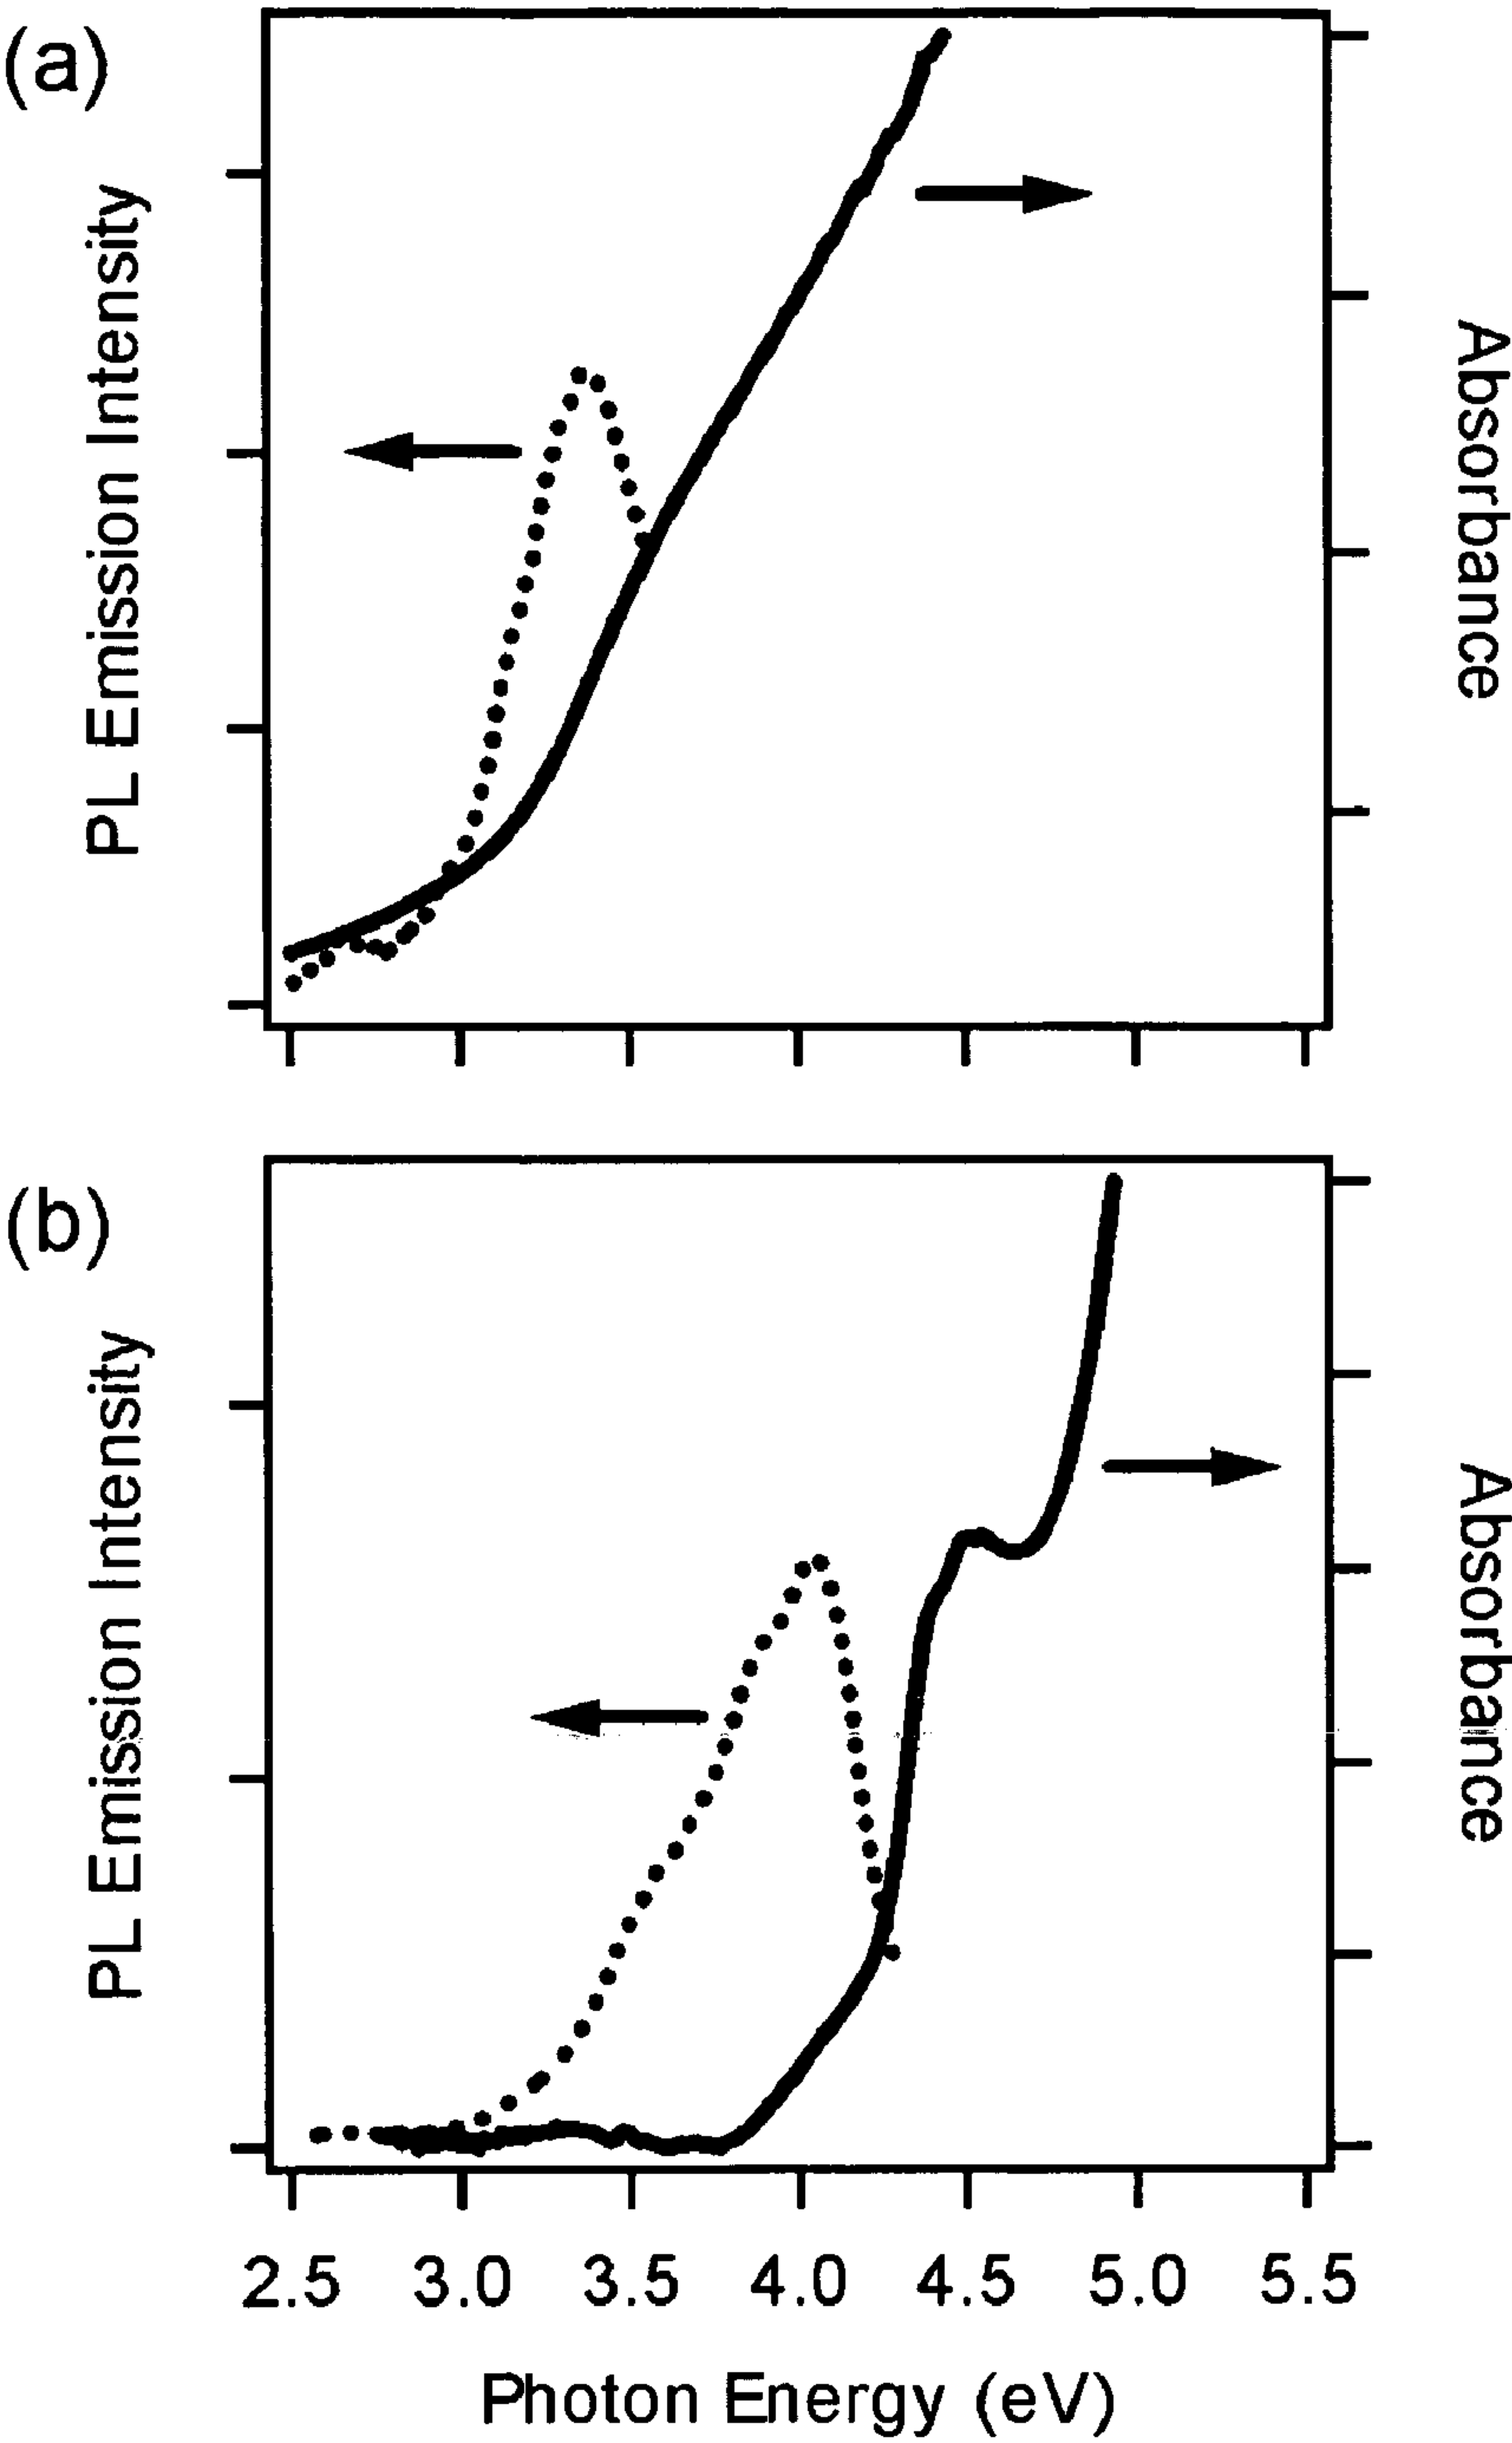 (a)
PL Emission Intensity
Absorbance
(b)
PL Emission Intensity
Absorbance
2.5 3.0 3.5 4.0 4.5 5.0 5.5
Photon Energy (eV)